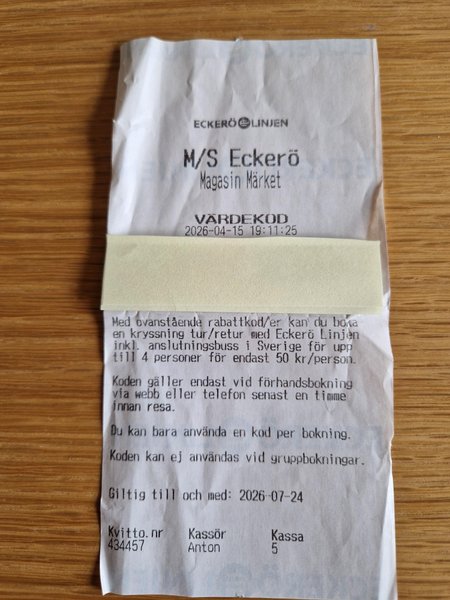 ECKERÖ LINJEN
M/S Eckerö
Magasin Märket
VÄRDEKOD
2026-04-15 19:11:25
Med ovanstående rabattkod/er kan du boka
en kryssning tur/retur med Eckerö Linjen
inkl. anslutningsbuss i Sverige för upp
till 4 personer för endast 50 kr/person.
Koden gäller endast vid förhandsbokning
via webb eller telefon senast en timme
innan resa.
Du kan bara använda en kod per bokning.
Koden kan ej användas vid gruppbokningar.
Giltig till och med: 2026-07-24
Kvitto.nr Kassör Kassa
434457 Anton 5